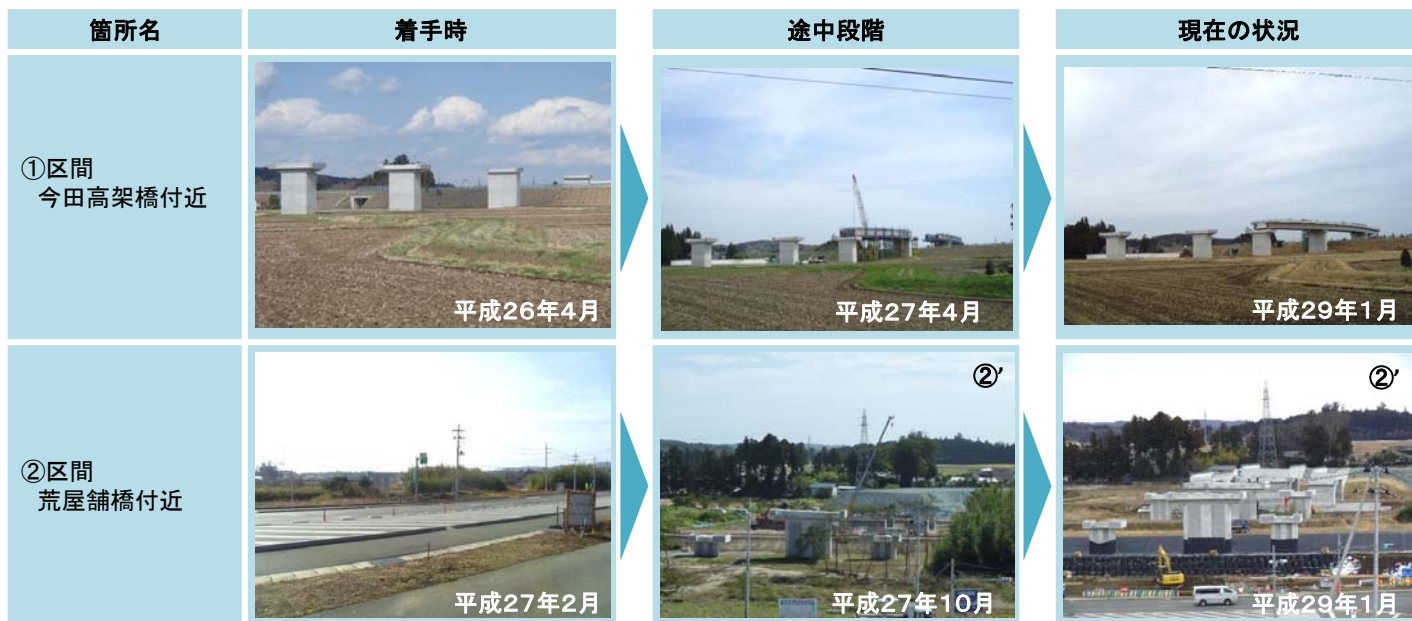 箇所名
着手時
途中段階
現在の状況
①区間
今田高架橋付近
平成26年4月
平成27年4月
平成29年1月
②区間
荒屋舗橋付近
平成27年2月
②’
平成27年10月
②’
平成29年1月